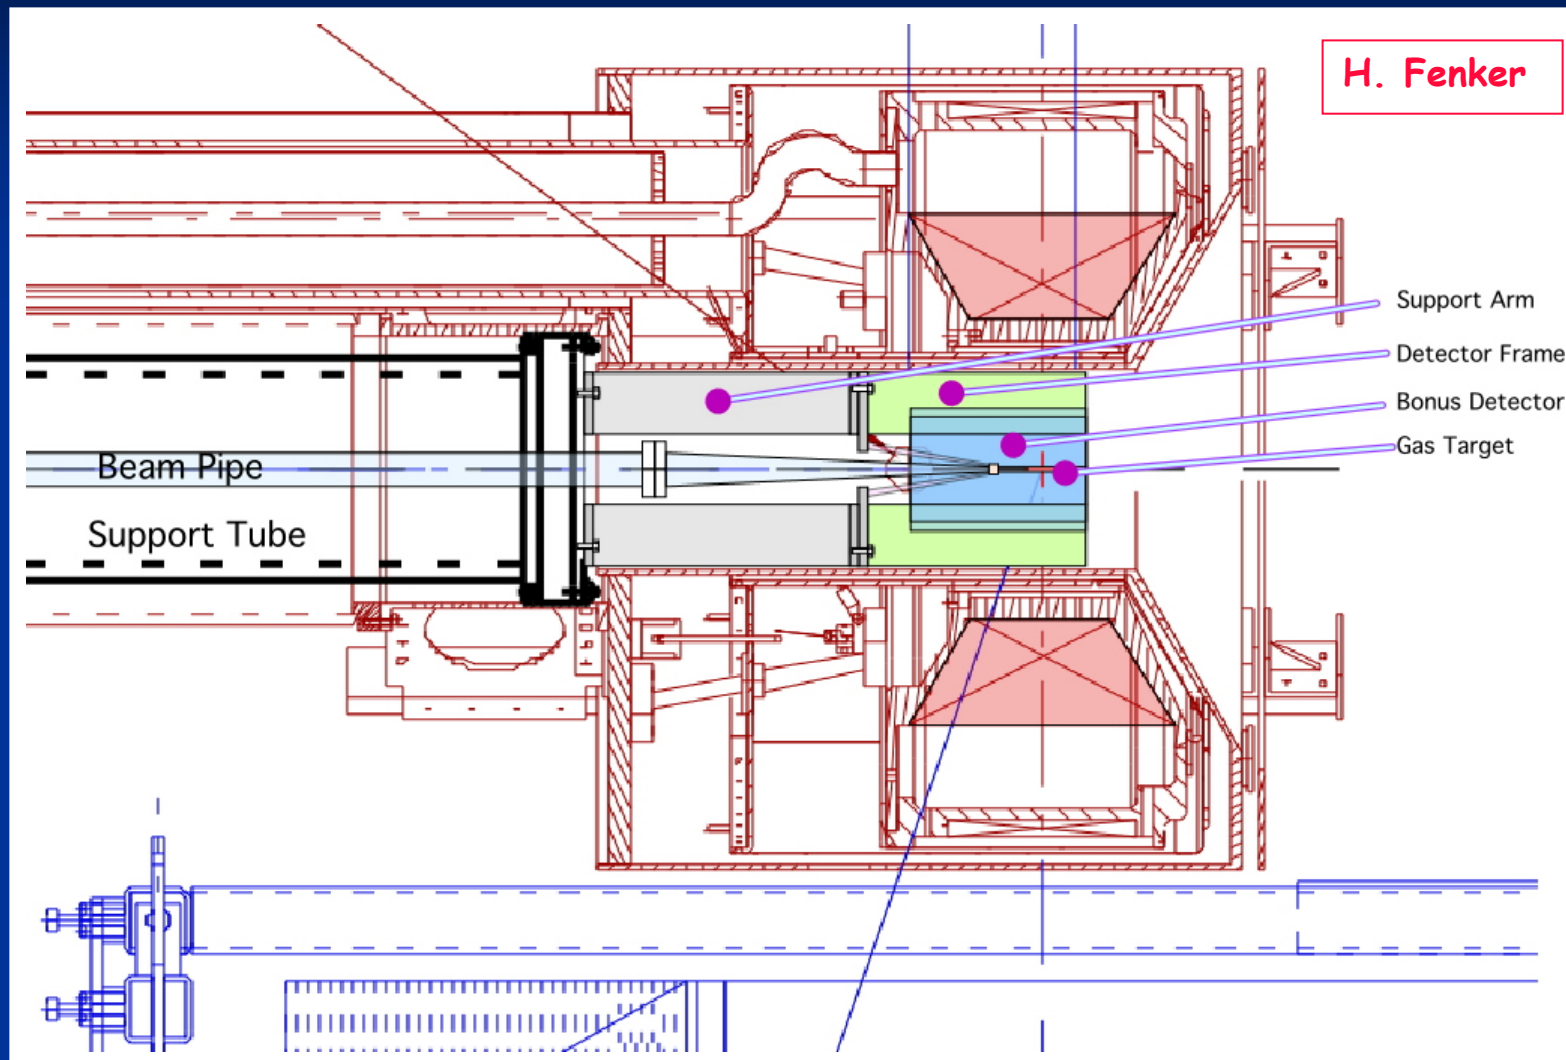 H. Fenker
Support Arm
Detector Frame
Bonus Detector
Gas Target
Beam Pipe
Support Tube